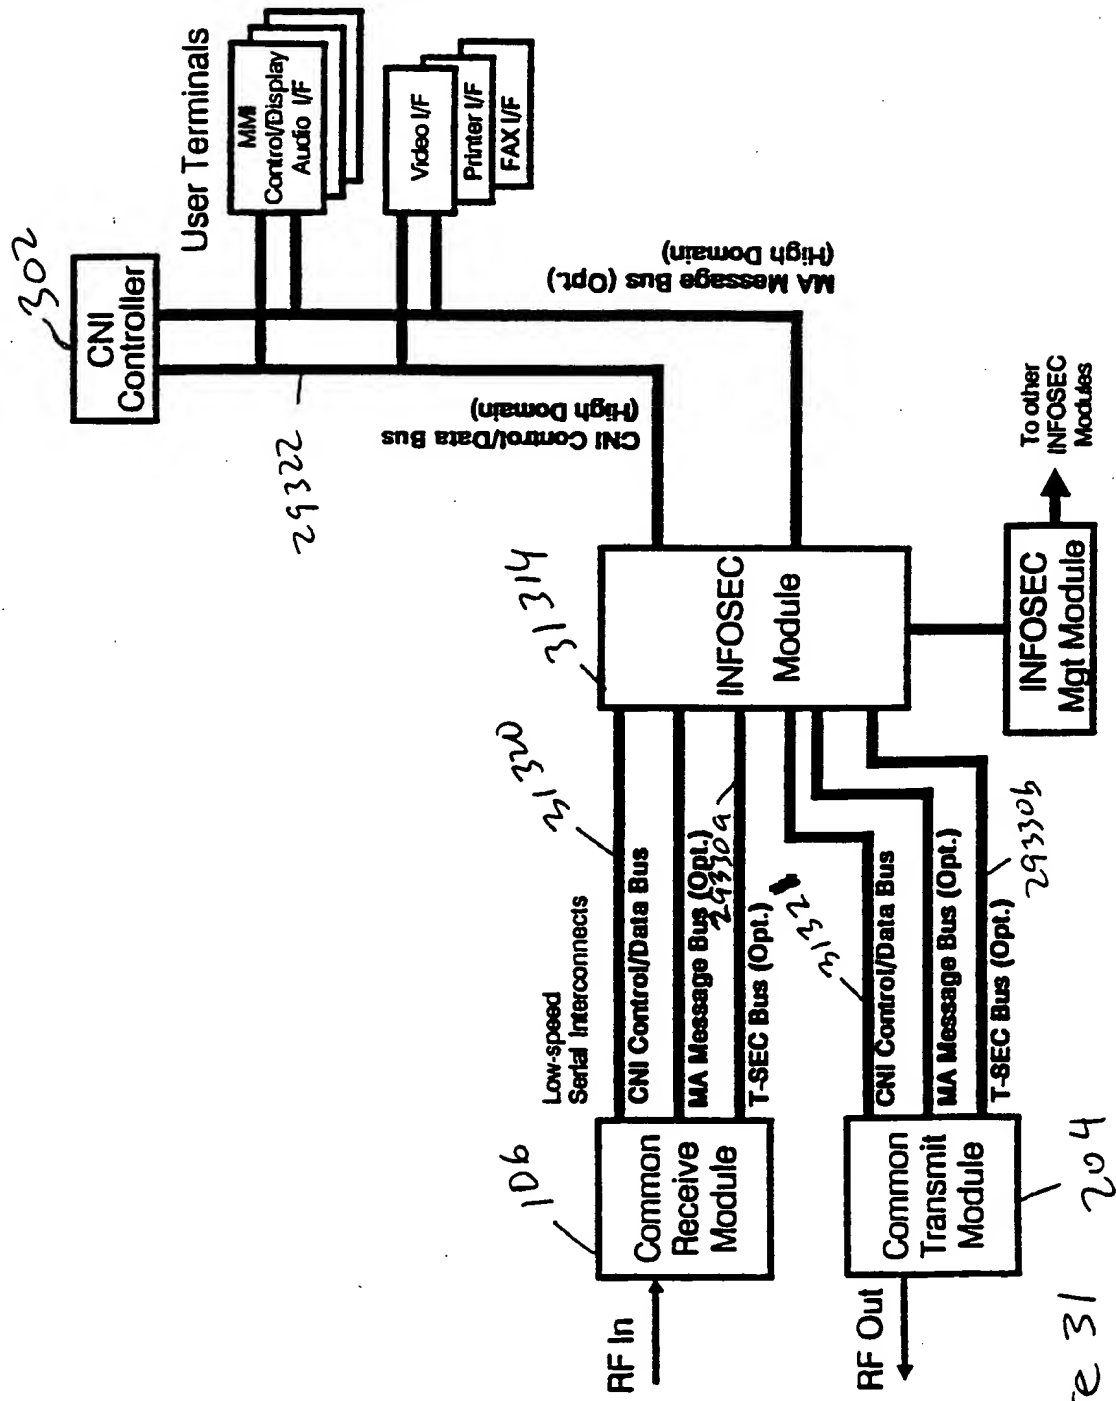 302
CNI
Controller
User Terminals
MMI
Control/Display
Audio I/F
Video I/F
Printer I/F
FAX I/F
29322
CNI Control/Data Bus
(High Domain)
MA Message Bus (Opt.)
(High Domain)
31314
INFOSEC
Module
INFOSEC
Mgt Module
To other
INFOSEC
Modules
31320
Low-speed
Serial Interconnects
CNI Control/Data Bus
MA Message Bus (Opt.)
29330a
T-SEC Bus (Opt.)
3132
CNI Control/Data Bus
MA Message Bus (Opt.)
T-SEC Bus (Opt.)
29330b
106
Common
Receive
Module
RF In
Common
Transmit
Module
RF Out
204
re 31